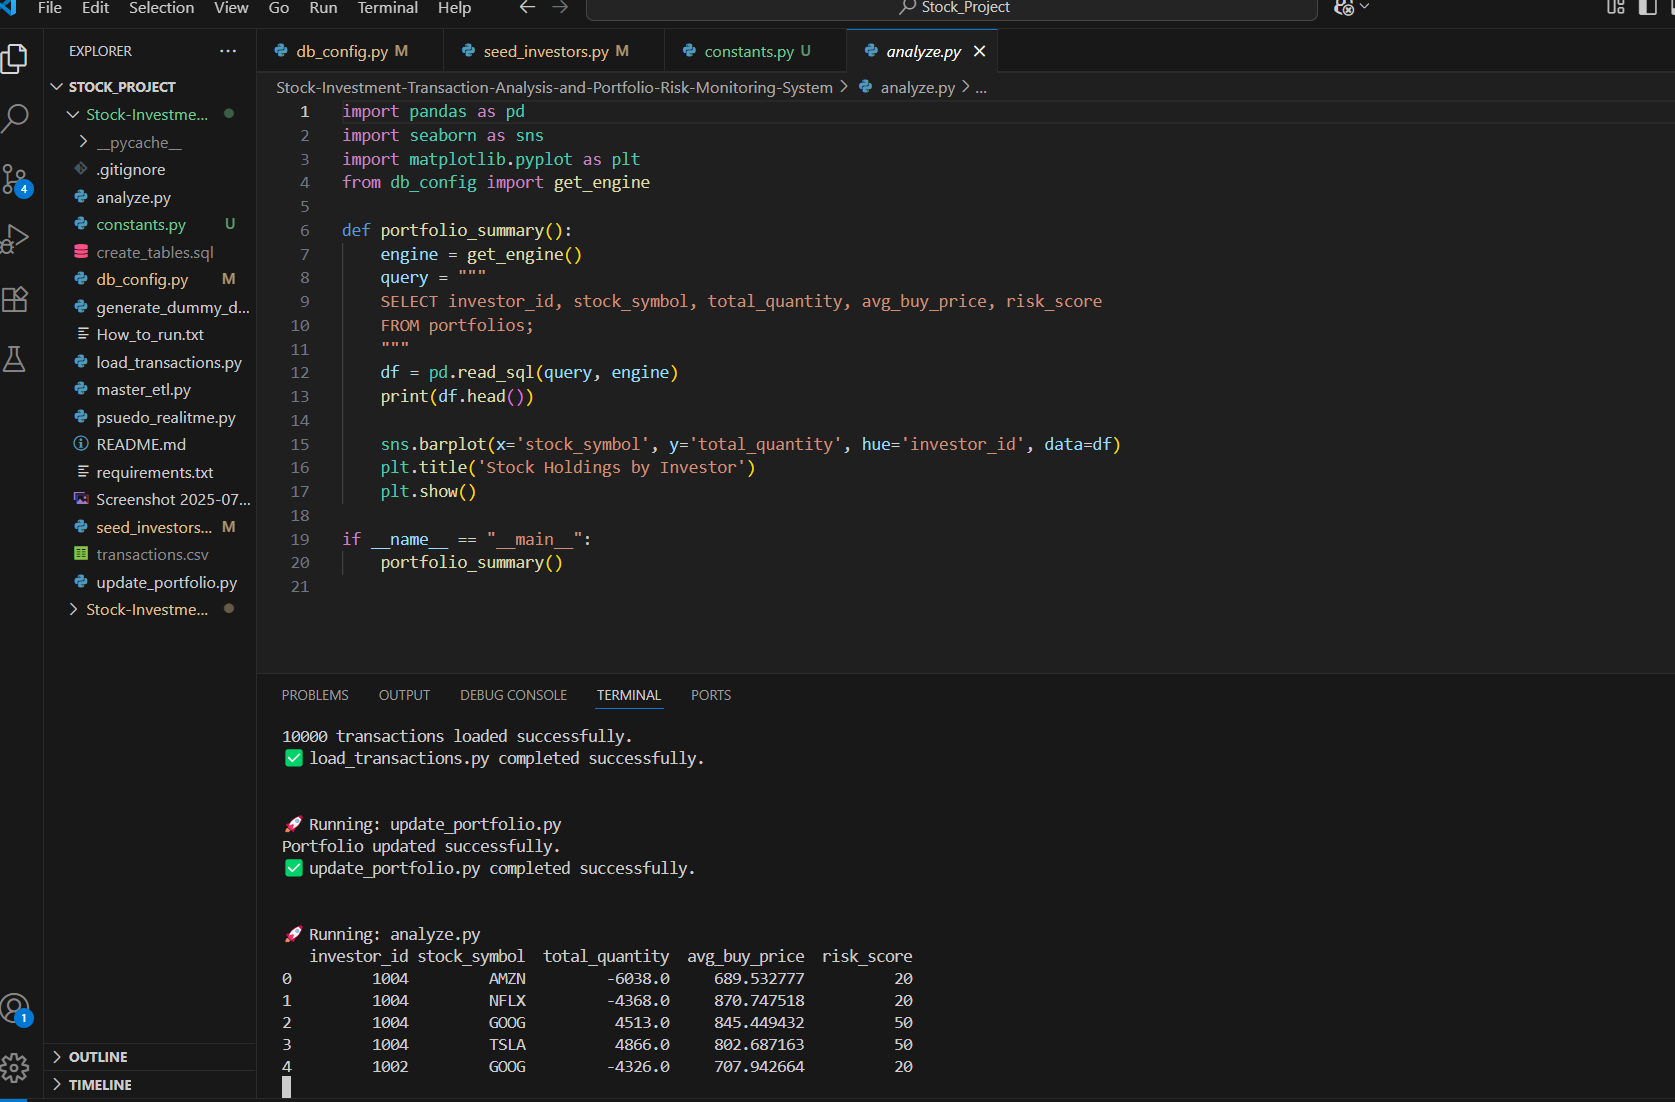 File Edit Selection View Go Run Terminal Help
Stock_Project
EXPLORER
STOCK_PROJECT
Stock-Investme...
__pycache__
.gitignore
analyze.py
constants.py U
create_tables.sql
db_config.py M
generate_dummy_d...
How_to_run.txt
load_transactions.py
master_etl.py
psuedo_realitme.py
README.md
requirements.txt
Screenshot 2025-07...
seed_investors... M
transactions.csv
update_portfolio.py
Stock-Investme...
OUTLINE
TIMELINE
4
1
db_config.py M seed_investors.py M constants.py U analyze.py
Stock-Investment-Transaction-Analysis-and-Portfolio-Risk-Monitoring-System > analyze.py > ...
1 import pandas as pd
2 import seaborn as sns
3 import matplotlib.pyplot as plt
4 from db_config import get_engine
5
6 def portfolio_summary():
7     engine = get_engine()
8     query = """
9     SELECT investor_id, stock_symbol, total_quantity, avg_buy_price, risk_score
10     FROM portfolios;
11     """
12     df = pd.read_sql(query, engine)
13     print(df.head())
14
15     sns.barplot(x='stock_symbol', y='total_quantity', hue='investor_id', data=df)
16     plt.title('Stock Holdings by Investor')
17     plt.show()
18
19 if __name__ == "__main__":
20     portfolio_summary()
21
PROBLEMS OUTPUT DEBUG CONSOLE TERMINAL PORTS
10000 transactions loaded successfully.
✅ load_transactions.py completed successfully.
🚀 Running: update_portfolio.py
Portfolio updated successfully.
✅ update_portfolio.py completed successfully.
🚀 Running: analyze.py
investor_id stock_symbol total_quantity avg_buy_price risk_score
0 1004 AMZN -6038.0 689.532777 20
1 1004 NFLX -4368.0 870.747518 20
2 1004 GOOG 4513.0 845.449432 50
3 1004 TSLA 4866.0 802.687163 50
4 1002 GOOG -4326.0 707.942664 20